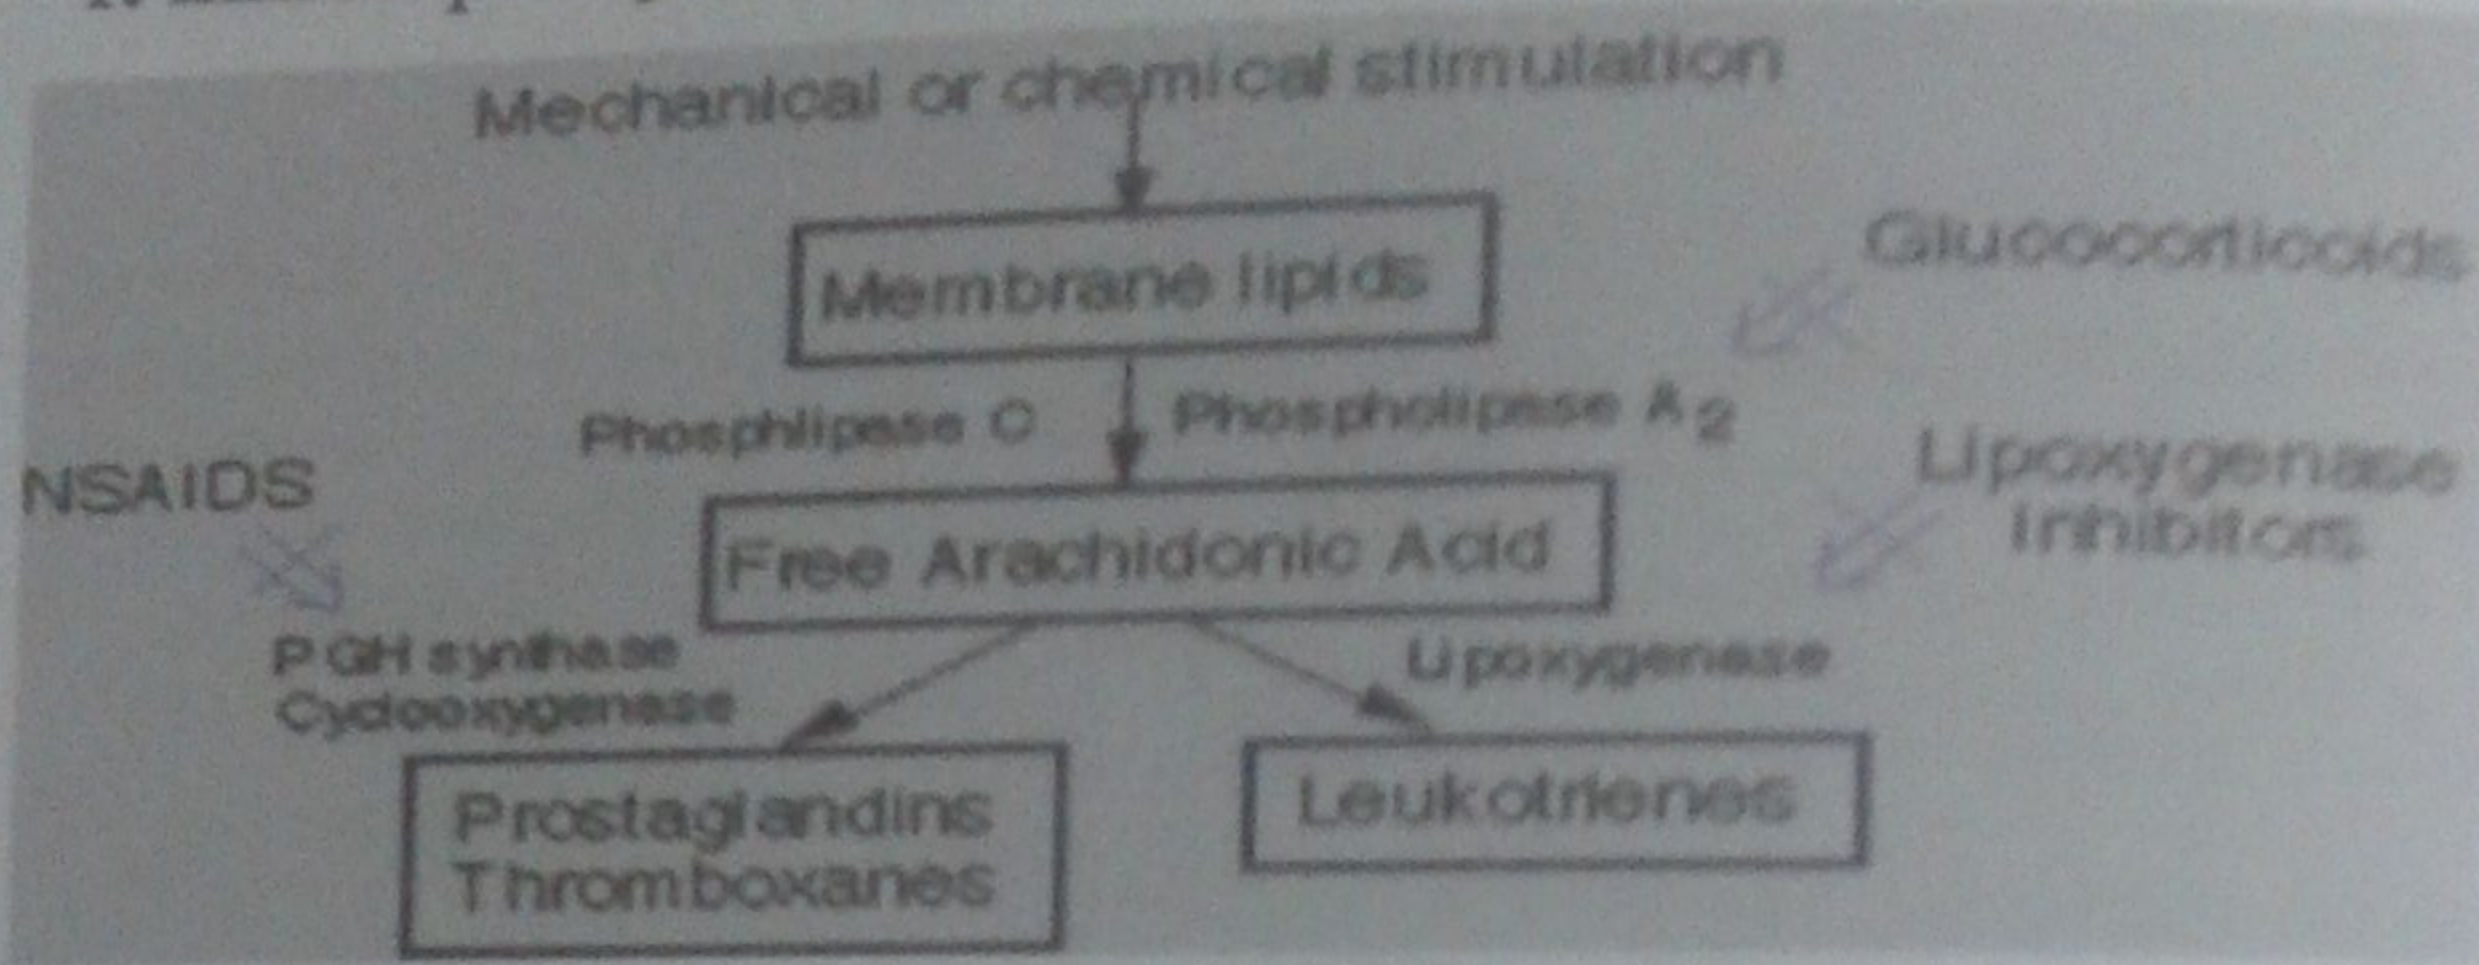 Mechanical or chemical stimulation
Membrane lipids
Glucocorticoids
Phosphlipase C
Phospholipase A2
NSAIDS
Lipoxygenase
Inhibitors
Free Arachidonic Acid
PGH synthase
Cyclooxygenase
Lipoxygenase
Prostaglandins
Thromboxanes
Leukotrienes